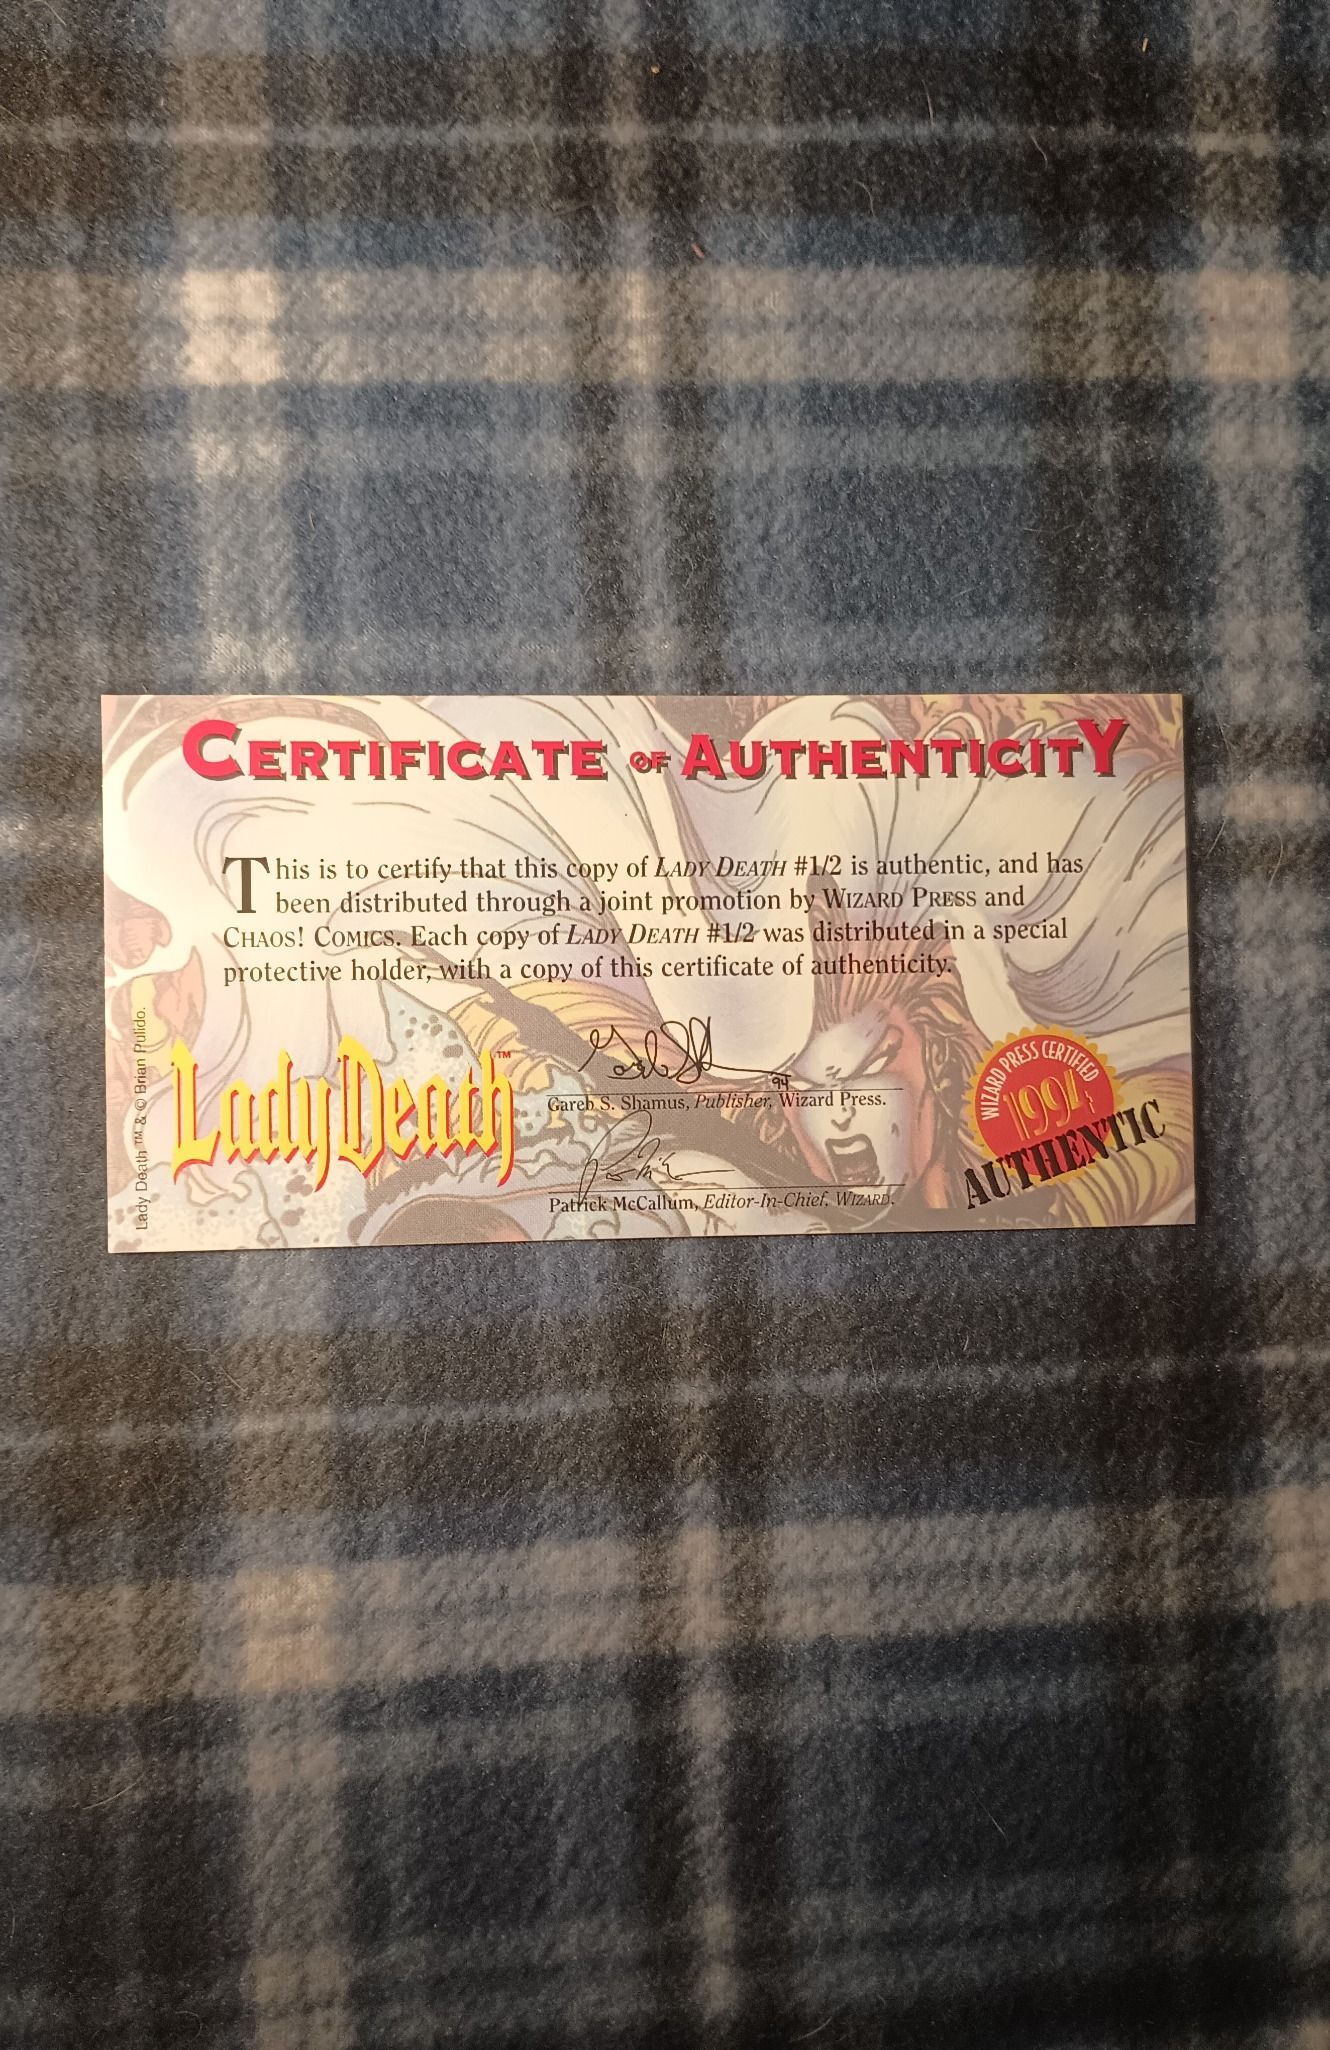 CERTIFICATE OF AUTHENTICITY
This is to certify that this copy of LADY DEATH #1/2 is authentic, and has
been distributed through a joint promotion by WIZARD PRESS and
CHAOS! COMICS. Each copy of LADY DEATH #1/2 was distributed in a special
protective holder, with a copy of this certificate of authenticity.
Lady Death ™ & © Brian Pulido.
Lady Death™
94
Gareb S. Shamus, Publisher, Wizard Press.
Patrick McCallum, Editor-In-Chief, WIZARD.
WIZARD PRESS CERTIFIED
1994
AUTHENTIC